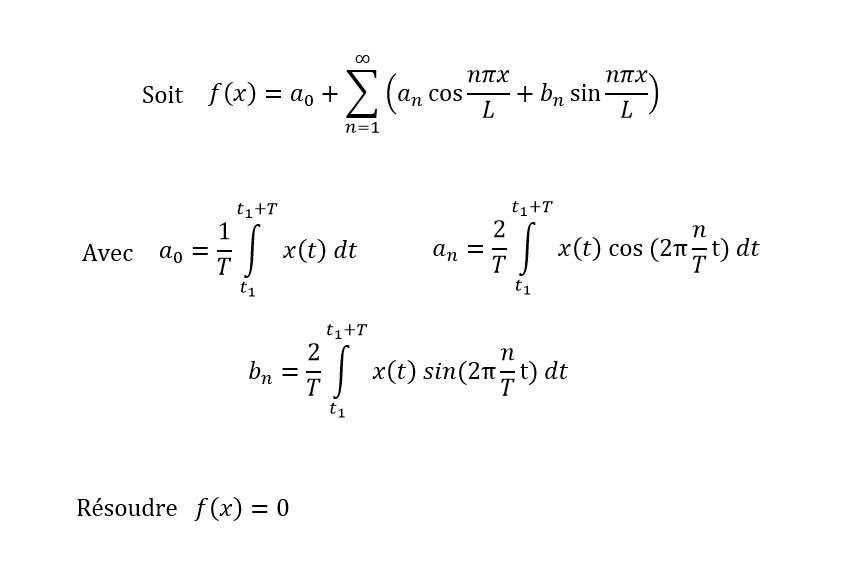 Soit f(x) = a₀ + ∑_{n=1}^{∞} (aₙ cos nπx/L + bₙ sin nπx/L)
Avec a₀ = 1/T ∫_{t₁}^{t₁+T} x(t) dt aₙ = 2/T ∫_{t₁}^{t₁+T} x(t) cos (2π n/T t) dt
bₙ = 2/T ∫_{t₁}^{t₁+T} x(t) sin(2π n/T t) dt
Résoudre f(x) = 0